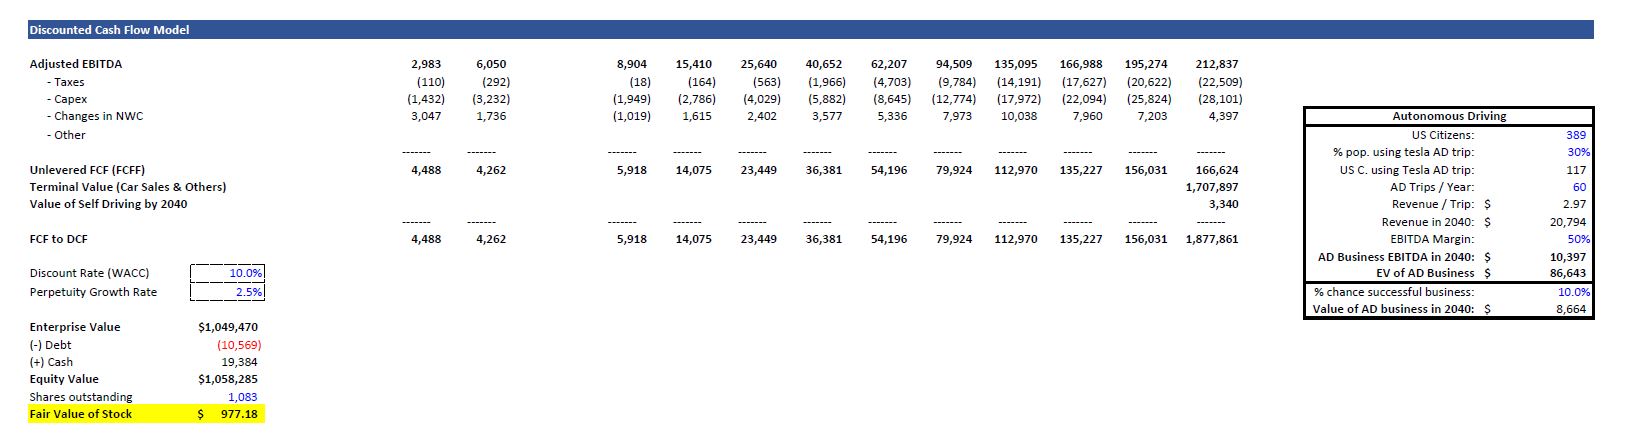 Discounted Cash Flow Model
Adjusted EBITDA 2,983 6,050 8,904 15,410 25,640 40,652 62,207 94,509 135,095 166,988 195,274 212,837
- Taxes (110) (292) (18) (164) (563) (1,966) (4,703) (9,784) (14,191) (17,627) (20,622) (22,509)
- Capex (1,432) (3,232) (1,949) (2,786) (4,029) (5,882) (8,645) (12,774) (17,972) (22,094) (25,824) (28,101)
- Changes in NWC 3,047 1,736 (1,019) 1,615 2,402 3,577 5,336 7,973 10,038 7,960 7,203 4,397
- Other
------- ------- ------- ------- ------- ------- ------- ------- ------- ------- ------- -------
Unlevered FCF (FCFF) 4,488 4,262 5,918 14,075 23,449 36,381 54,196 79,924 112,970 135,227 156,031 166,624
Terminal Value (Car Sales & Others) 1,707,897
Value of Self Driving by 2040 3,340
------- ------- ------- ------- ------- ------- ------- ------- ------- ------- ------- -------
FCF to DCF 4,488 4,262 5,918 14,075 23,449 36,381 54,196 79,924 112,970 135,227 156,031 1,877,861
Discount Rate (WACC) 10.0%
Perpetuity Growth Rate 2.5%
Enterprise Value $1,049,470
(-) Debt (10,569)
(+) Cash 19,384
Equity Value $1,058,285
Shares outstanding 1,083
Fair Value of Stock $ 977.18
Autonomous Driving
US Citizens: 389
% pop. using tesla AD trip: 30%
US C. using Tesla AD trip: 117
AD Trips / Year: 60
Revenue / Trip: $ 2.97
Revenue in 2040: $ 20,794
EBITDA Margin: 50%
AD Business EBITDA in 2040: $ 10,397
EV of AD Business $ 86,643
% chance successful business: 10.0%
Value of AD business in 2040: $ 8,664